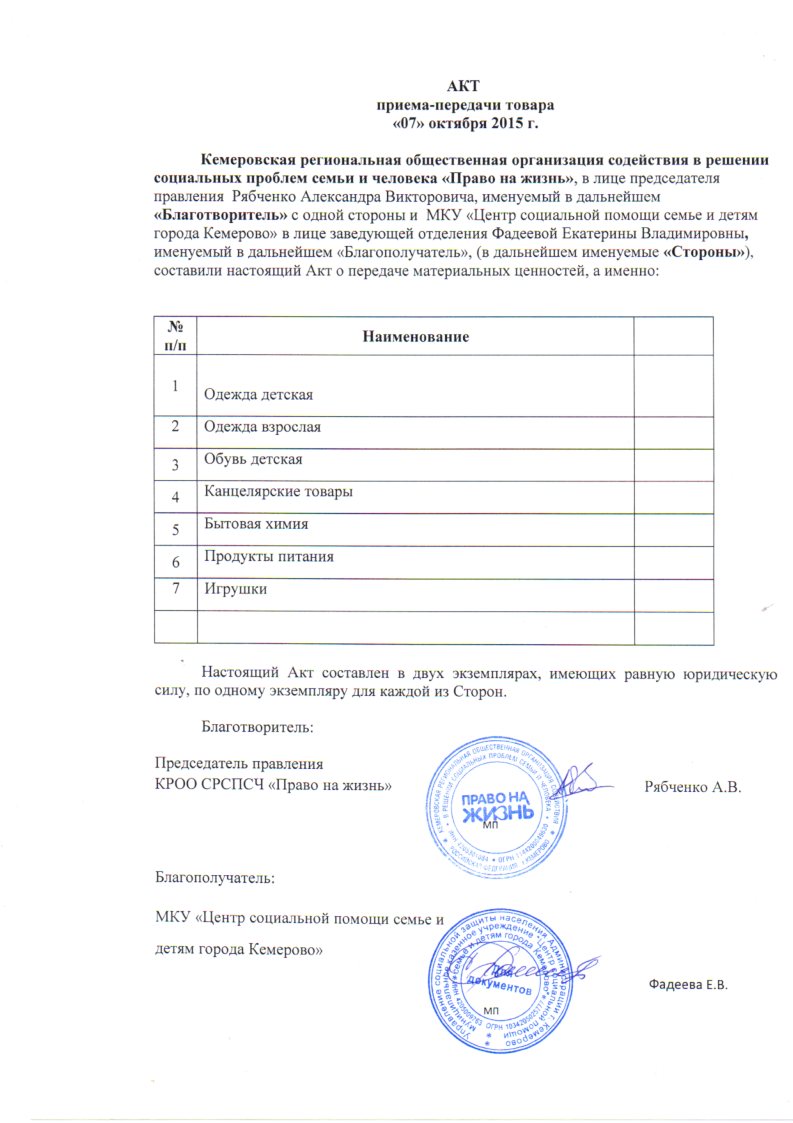 АКТ
приема-передачи товара
«07» октября 2015 г.
Кемеровская региональная общественная организация содействия в решении
социальных проблем семьи и человека «Право на жизнь», в лице председателя
правления Рябченко Александра Викторовича, именуемый в дальнейшем
«Благотворитель» с одной стороны и МКУ «Центр социальной помощи семье и детям
города Кемерово» в лице заведующей отделения Фадеевой Екатерины Владимировны,
именуемый в дальнейшем «Благополучатель», (в дальнейшем именуемые «Стороны»),
составили настоящий Акт о передаче материальных ценностей, а именно:
№ п/п Наименование
1 Одежда детская
2 Одежда взрослая
3 Обувь детская
4 Канцелярские товары
5 Бытовая химия
6 Продукты питания
7 Игрушки
Настоящий Акт составлен в двух экземплярах, имеющих равную юридическую
силу, по одному экземпляру для каждой из Сторон.
Благотворитель:
Председатель правления
КРОО СРСПСЧ «Право на жизнь»
КЕМЕРОВСКАЯ РЕГИОНАЛЬНАЯ ОБЩЕСТВЕННАЯ ОРГАНИЗАЦИЯ СОДЕЙСТВИЯ
В РЕШЕНИИ СОЦИАЛЬНЫХ ПРОБЛЕМ СЕМЬИ И ЧЕЛОВЕКА
РОССИЙСКАЯ ФЕДЕРАЦИЯ г.КЕМЕРОВО
ПРАВО НА
ЖИЗНЬ
мп
Рябченко А.В.
Благополучатель:
МКУ «Центр социальной помощи семье и
детям города Кемерово»
Управление социальной защиты населения Администрации г. Кемерово
Муниципальное казенное учреждение "Центр социальной помощи
семье и детям города Кемерово"
Для
документов
мп
Фадеева Е.В.